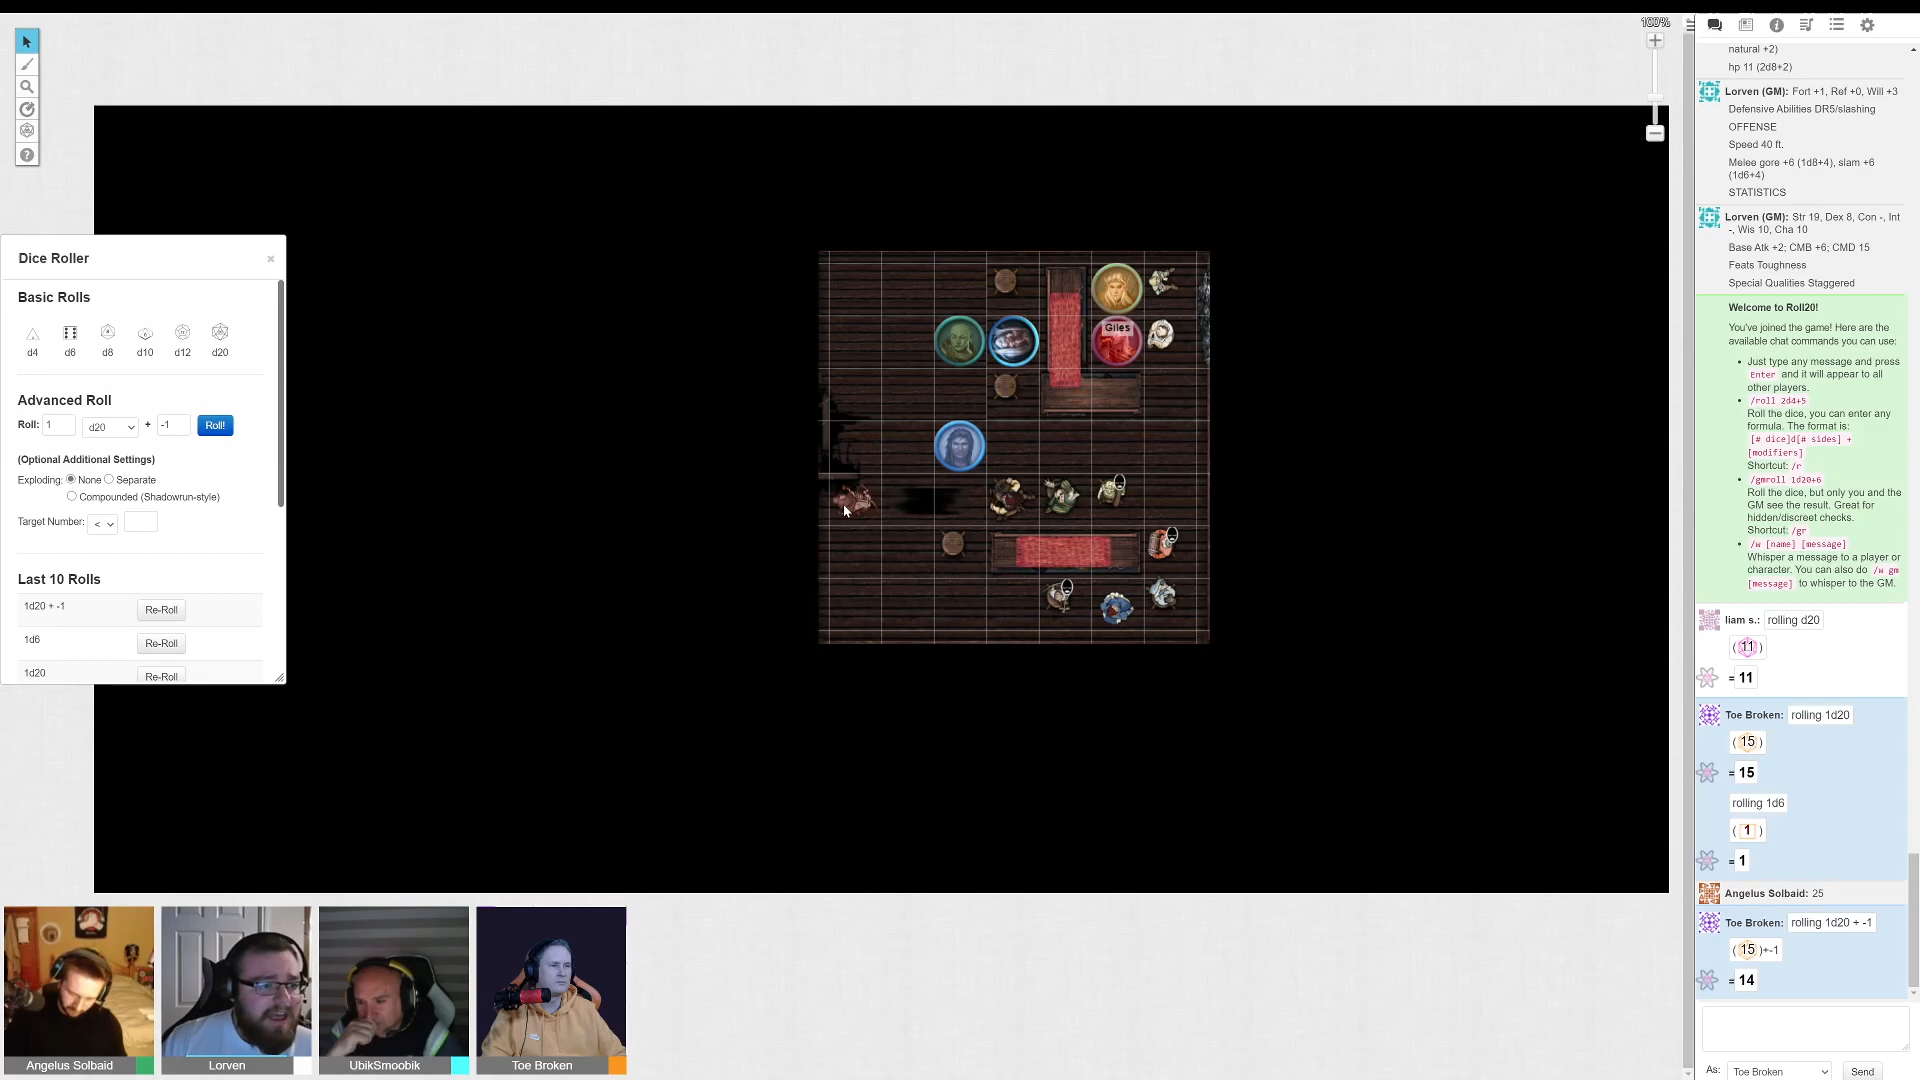 100%
Dice Roller
×
Basic Rolls
d4
d6
d8
d10
d12
d20
Advanced Roll
Roll: 1 d20 + -1 Roll!
(Optional Additional Settings)
Exploding: None Separate
Compounded (Shadowrun-style)
Target Number: <
Last 10 Rolls
1d20 + -1 Re-Roll
1d6 Re-Roll
1d20 Re-Roll
Giles
Angelus Solbaid
Lorven
UbikSmoobik
Toe Broken
natural +2)
hp 11 (2d8+2)
Lorven (GM): Fort +1, Ref +0, Will +3
Defensive Abilities DR5/slashing
OFFENSE
Speed 40 ft.
Melee gore +6 (1d8+4), slam +6
(1d6+4)
STATISTICS
Lorven (GM): Str 19, Dex 8, Con -, Int
-, Wis 10, Cha 10
Base Atk +2; CMB +6; CMD 15
Feats Toughness
Special Qualities Staggered
Welcome to Roll20!
You've joined the game! Here are the
available chat commands you can use:
• Just type any message and press
Enter and it will appear to all
other players.
• /roll 2d4+5
Roll the dice, you can enter any
formula. The format is:
[# dice]d[# sides] +
[modifiers]
Shortcut: /r
• /gmroll 1d20+6
Roll the dice, but only you and the
GM see the result. Great for
hidden/discreet checks.
Shortcut: /gr
• /w [name] [message]
Whisper a message to a player or
character. You can also do /w gm
[message] to whisper to the GM.
liam s.: rolling d20
(11)
= 11
Toe Broken: rolling 1d20
(15)
= 15
rolling 1d6
(1)
= 1
Angelus Solbaid: 25
Toe Broken: rolling 1d20 + -1
(15)+-1
= 14
As: Toe Broken Send